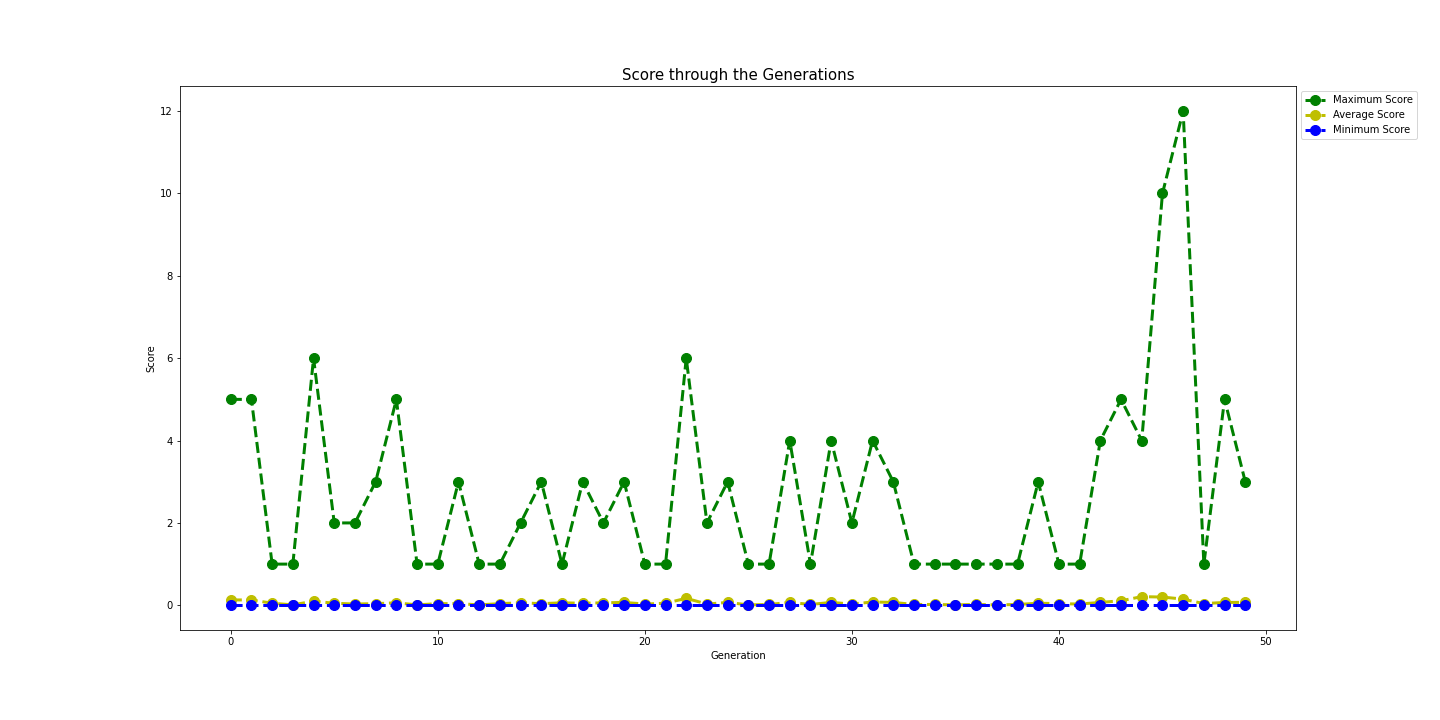 Score through the Generations
Maximum Score
Average Score
Minimum Score
12
10
8
6
4
2
0
Score
0 10 20 30 40 50
Generation